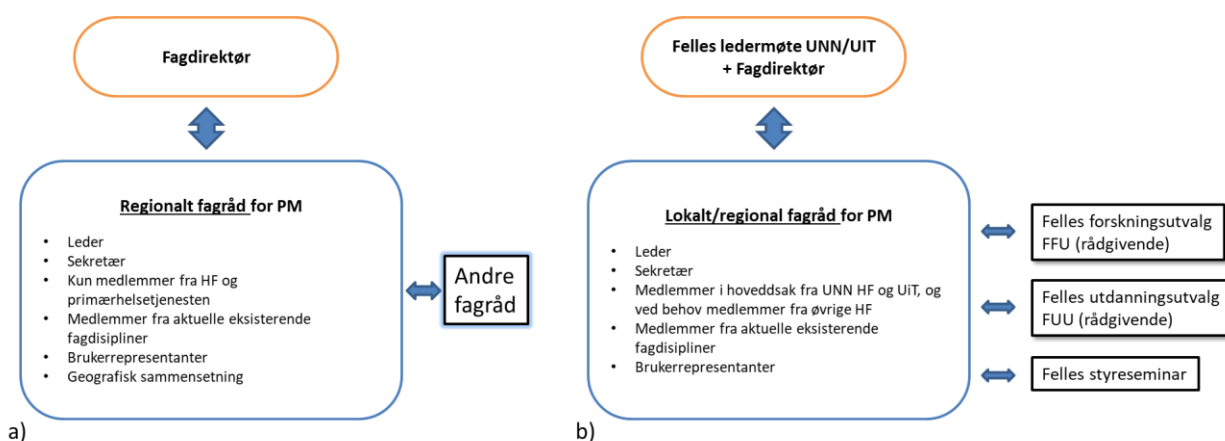 Fagdirektør
Regionalt fagråd for PM
• Leder
• Sekretær
• Kun medlemmer fra HF og
primærhelsetjenesten
• Medlemmer fra aktuelle eksisterende
fagdisipliner
• Brukerrepresentanter
• Geografisk sammensetning
Andre
fagråd
a)
Felles ledermøte UNN/UIT
+ Fagdirektør
Lokalt/regional fagråd for PM
• Leder
• Sekretær
• Medlemmer i hoveddsak fra UNN HF og UiT, og
ved behov medlemmer fra øvrige HF
• Medlemmer fra aktuelle eksisterende
fagdisipliner
• Brukerrepresentanter
Felles forskningsutvalg
FFU (rådgivende)
Felles utdanningsutvalg
FUU (rådgivende)
Felles styreseminar
b)